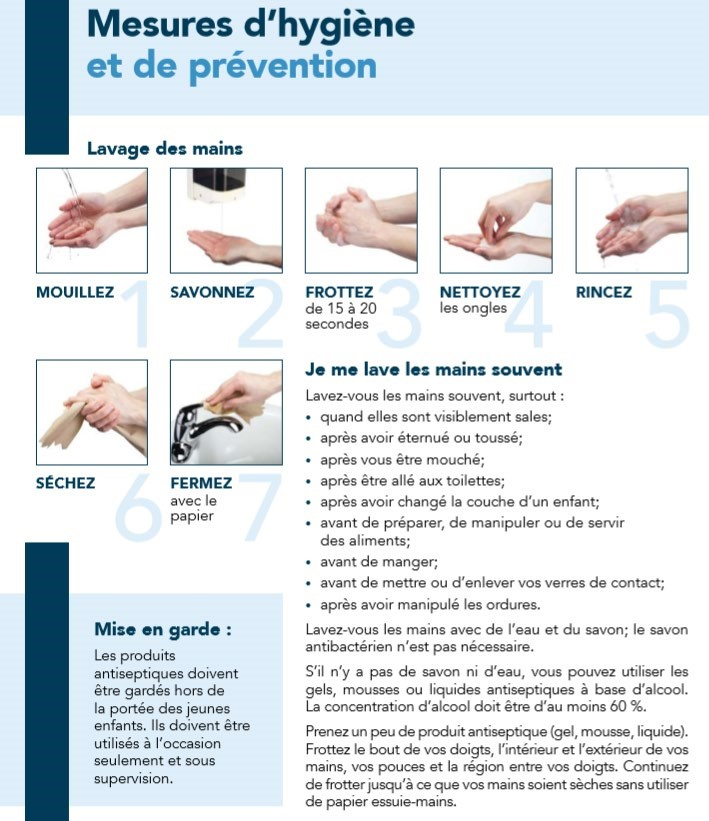 Mesures d'hygiène
et de prévention
Lavage des mains
MOUILLEZ
1
SAVONNEZ
2
FROTTEZ
de 15 à 20
secondes
3
NETTOYEZ
les ongles
4
RINCEZ
5
SÉCHEZ
6
FERMEZ
avec le
papier
7
Je me lave les mains souvent
Lavez-vous les mains souvent, surtout :
• quand elles sont visiblement sales;
• après avoir éternué ou toussé;
• après vous être mouché;
• après être allé aux toilettes;
• après avoir changé la couche d'un enfant;
• avant de préparer, de manipuler ou de servir
des aliments;
• avant de manger;
• avant de mettre ou d'enlever vos verres de contact;
• après avoir manipulé les ordures.
Lavez-vous les mains avec de l'eau et du savon; le savon
antibactérien n'est pas nécessaire.
S'il n'y a pas de savon ni d'eau, vous pouvez utiliser les
gels, mousses ou liquides antiseptiques à base d'alcool.
La concentration d'alcool doit être d'au moins 60 %.
Prenez un peu de produit antiseptique (gel, mousse, liquide).
Frottez le bout de vos doigts, l'intérieur et l'extérieur de vos
mains, vos pouces et la région entre vos doigts. Continuez
de frotter jusqu'à ce que vos mains soient sèches sans utiliser
de papier essuie-mains.
Mise en garde :
Les produits
antiseptiques doivent
être gardés hors de
la portée des jeunes
enfants. Ils doivent être
utilisés à l'occasion
seulement et sous
supervision.